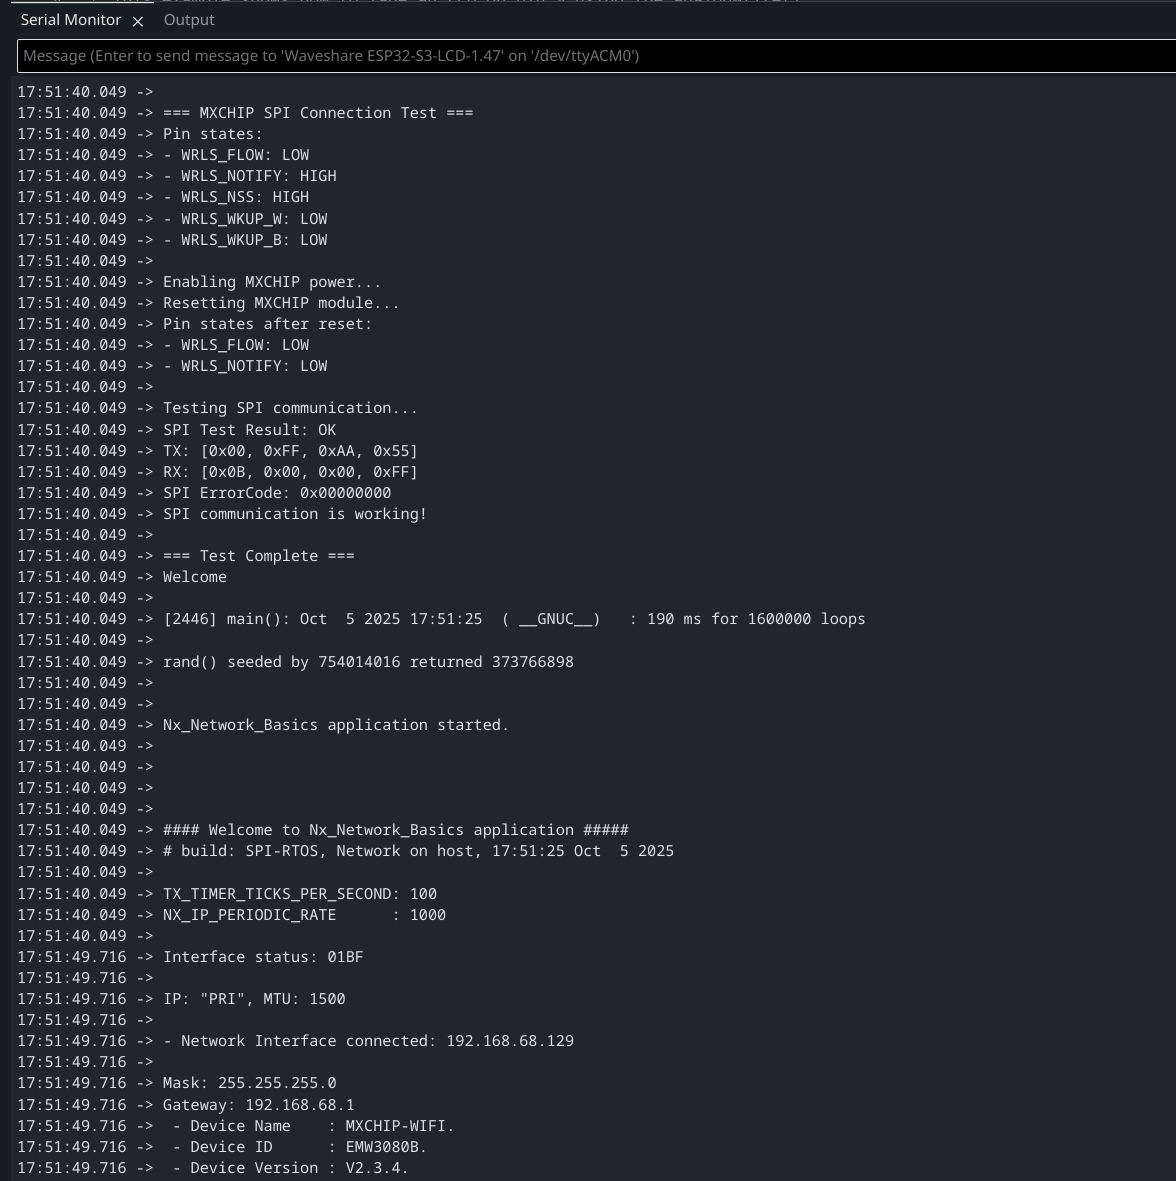 Serial Monitor × Output
Message (Enter to send message to 'Waveshare ESP32-S3-LCD-1.47' on '/dev/ttyACM0')
17:51:40.049 ->
17:51:40.049 -> === MXCHIP SPI Connection Test ===
17:51:40.049 -> Pin states:
17:51:40.049 -> - WRLS_FLOW: LOW
17:51:40.049 -> - WRLS_NOTIFY: HIGH
17:51:40.049 -> - WRLS_NSS: HIGH
17:51:40.049 -> - WRLS_WKUP_W: LOW
17:51:40.049 -> - WRLS_WKUP_B: LOW
17:51:40.049 ->
17:51:40.049 -> Enabling MXCHIP power...
17:51:40.049 -> Resetting MXCHIP module...
17:51:40.049 -> Pin states after reset:
17:51:40.049 -> - WRLS_FLOW: LOW
17:51:40.049 -> - WRLS_NOTIFY: LOW
17:51:40.049 ->
17:51:40.049 -> Testing SPI communication...
17:51:40.049 -> SPI Test Result: OK
17:51:40.049 -> TX: [0x00, 0xFF, 0xAA, 0x55]
17:51:40.049 -> RX: [0x0B, 0x00, 0x00, 0xFF]
17:51:40.049 -> SPI ErrorCode: 0x00000000
17:51:40.049 -> SPI communication is working!
17:51:40.049 ->
17:51:40.049 -> === Test Complete ===
17:51:40.049 -> Welcome
17:51:40.049 ->
17:51:40.049 -> [2446] main(): Oct  5 2025 17:51:25  ( __GNUC__)   : 190 ms for 1600000 loops
17:51:40.049 ->
17:51:40.049 -> rand() seeded by 754014016 returned 373766898
17:51:40.049 ->
17:51:40.049 ->
17:51:40.049 -> Nx_Network_Basics application started.
17:51:40.049 ->
17:51:40.049 ->
17:51:40.049 ->
17:51:40.049 ->
17:51:40.049 -> #### Welcome to Nx_Network_Basics application #####
17:51:40.049 -> # build: SPI-RTOS, Network on host, 17:51:25 Oct  5 2025
17:51:40.049 ->
17:51:40.049 -> TX_TIMER_TICKS_PER_SECOND: 100
17:51:40.049 -> NX_IP_PERIODIC_RATE      : 1000
17:51:40.049 ->
17:51:49.716 -> Interface status: 01BF
17:51:49.716 ->
17:51:49.716 -> IP: "PRI", MTU: 1500
17:51:49.716 ->
17:51:49.716 -> - Network Interface connected: 192.168.68.129
17:51:49.716 ->
17:51:49.716 -> Mask: 255.255.255.0
17:51:49.716 -> Gateway: 192.168.68.1
17:51:49.716 ->  - Device Name    : MXCHIP-WIFI.
17:51:49.716 ->  - Device ID      : EMW3080B.
17:51:49.716 ->  - Device Version : V2.3.4.